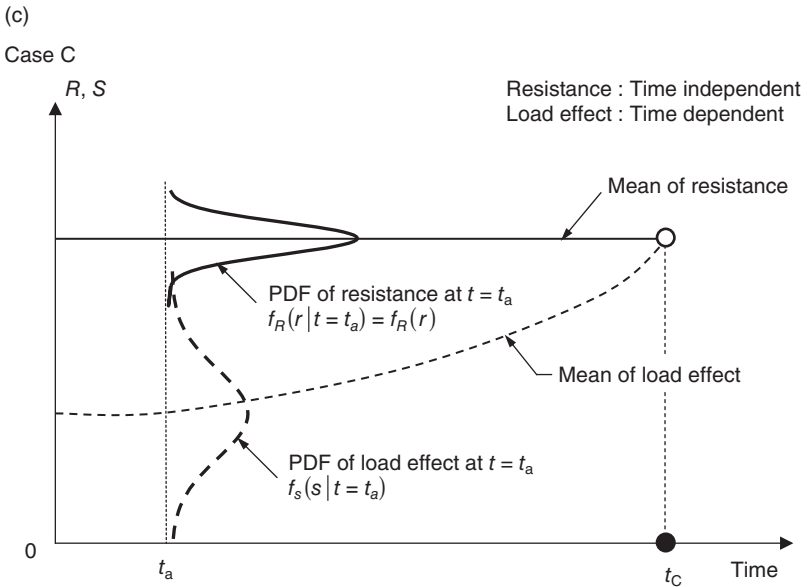 (c)
Case C
R, S
Resistance : Time independent
Load effect : Time dependent
Mean of resistance
PDF of resistance at t = ta
fR(r | t = ta) = fR(r)
Mean of load effect
PDF of load effect at t = ta
fs(s | t = ta)
0
ta
tC
Time